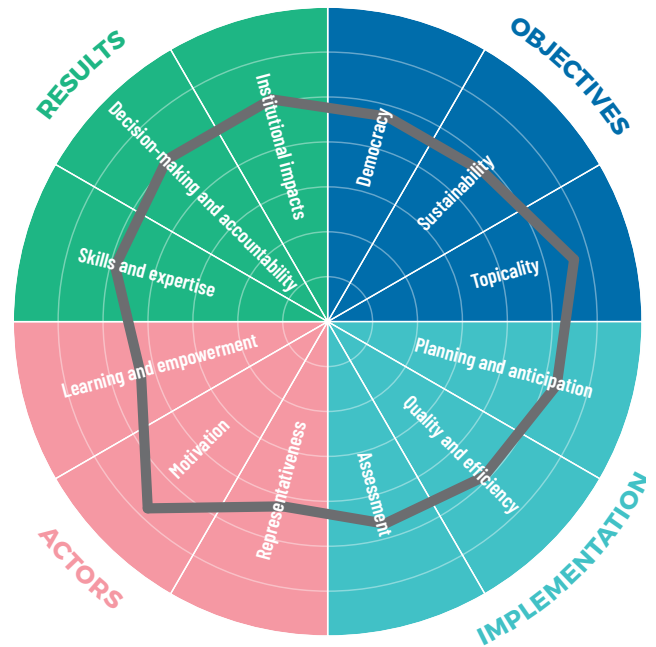 RESULTS
OBJECTIVES
Institutional impacts
Decision-making and accountability
Skills and expertise
Democracy
Sustainability
Topicality
Learning and empowerment
Motivation
Representativeness
Planning and anticipation
Quality and efficiency
Assessment
ACTORS
IMPLEMENTATION